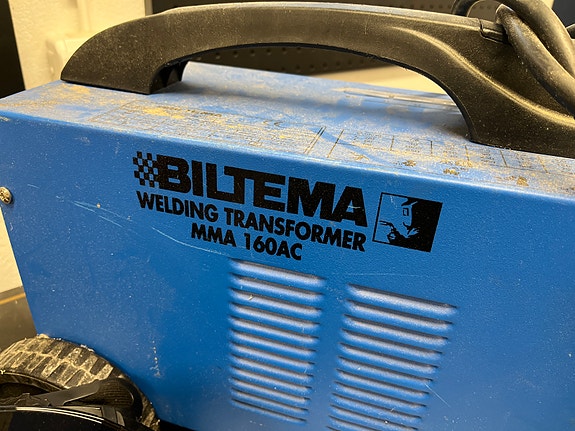 BILTEMA
WELDING TRANSFORMER
MMA 160AC